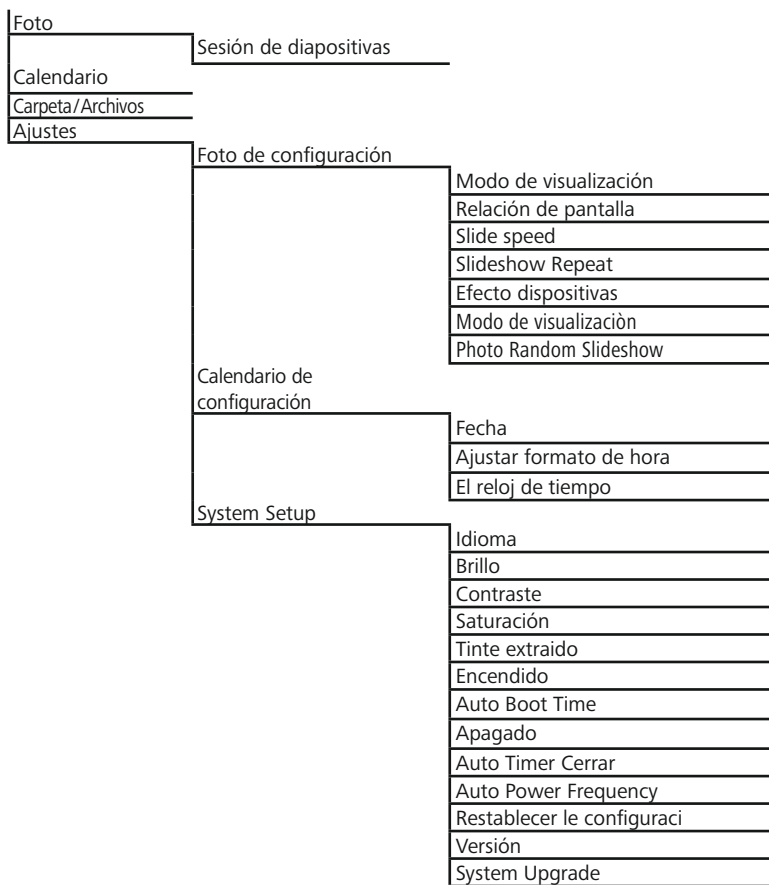 Foto
Sesión de diapositivas
Calendario
Carpeta/Archivos
Ajustes
Foto de configuración
Modo de visualización
Relación de pantalla
Slide speed
Slideshow Repeat
Efecto dispositivas
Modo de visualizaciòn
Photo Random Slideshow
Calendario de
configuración
Fecha
Ajustar formato de hora
El reloj de tiempo
System Setup
Idioma
Brillo
Contraste
Saturación
Tinte extraido
Encendido
Auto Boot Time
Apagado
Auto Timer Cerrar
Auto Power Frequency
Restablecer le configuraci
Versión
System Upgrade